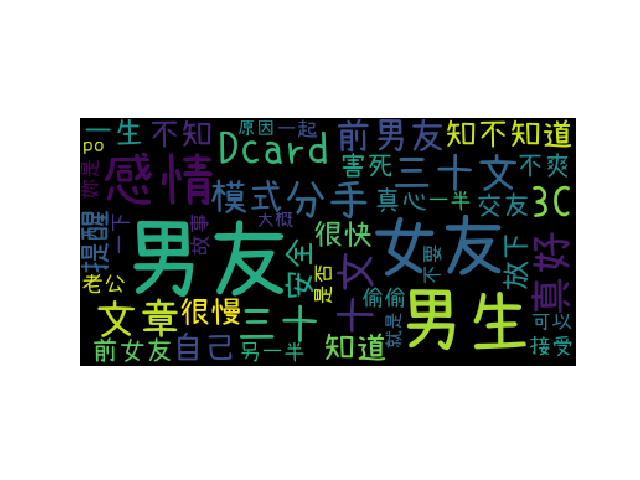 一生
不知
原因
一起
前男友
知不知道
po
Dcard
害死
三十文
不爽
妳是
感情
模式
分手
真心
一半
交友
3C
提醒
一下
故事
大概
男友
安全
很快
女友
不要
放下
真好
老公
是否
十文
偷偷
男生
文章
很慢
三十
就是
可以
前女友
自己
另一半
知道
接受